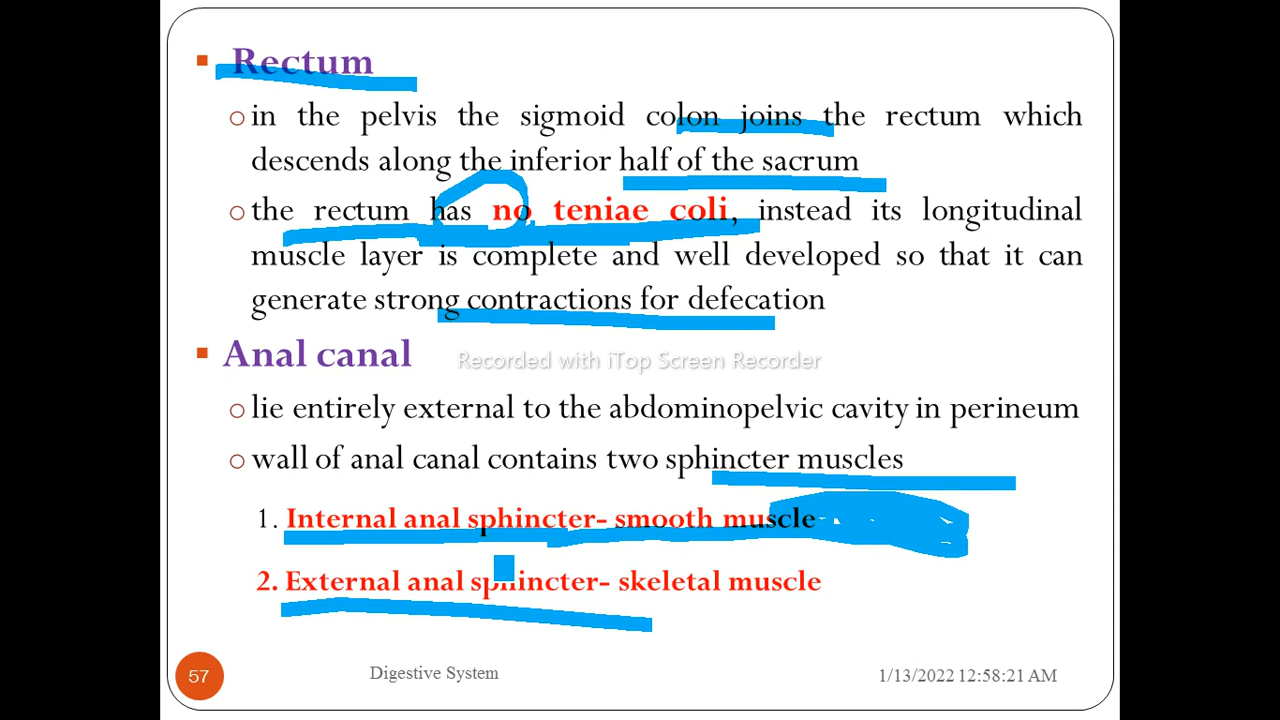 Rectum
in the pelvis the sigmoid colon joins the rectum which
descends along the inferior half of the sacrum
the rectum has no teniae coli, instead its longitudinal
muscle layer is complete and well developed so that it can
generate strong contractions for defecation
Anal canal
Recorded with iTop Screen Recorder
lie entirely external to the abdominopelvic cavity in perineum
wall of anal canal contains two sphincter muscles
1. Internal anal sphincter- smooth muscle
2. External anal sphincter- skeletal muscle
57
Digestive System
1/13/2022 12:58:21 AM